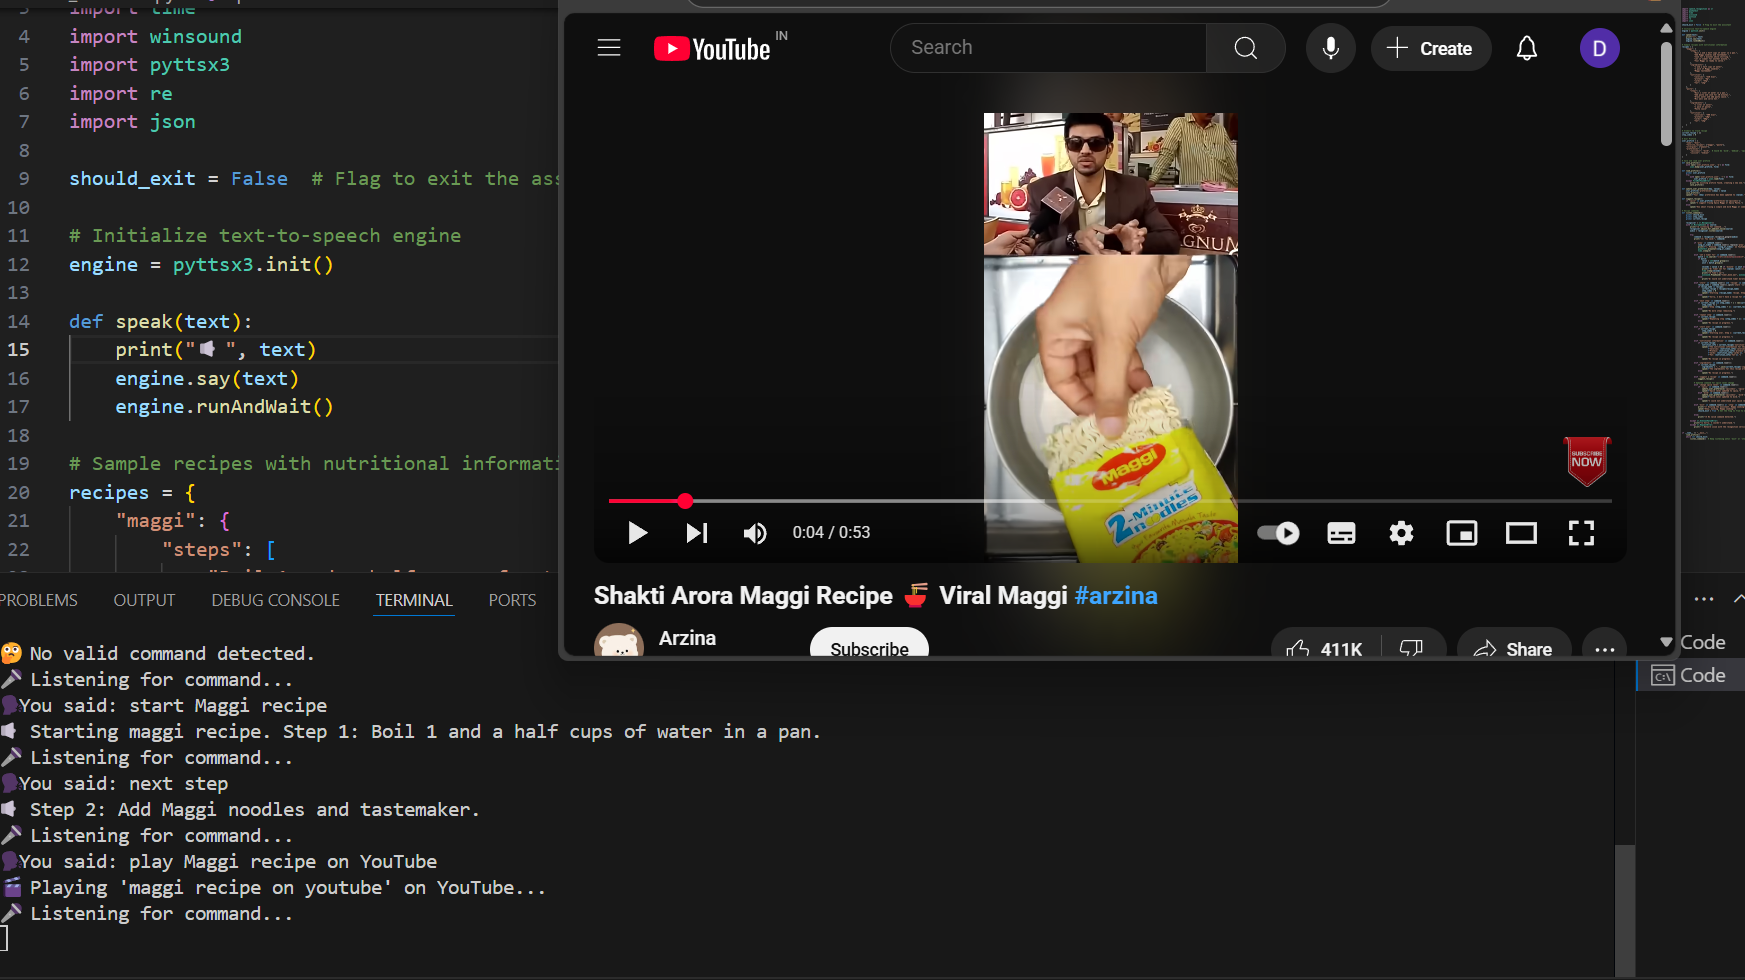 3 import time
4 import winsound
5 import pyttsx3
6 import re
7 import json
8
9 should_exit = False # Flag to exit the ass
10
11 # Initialize text-to-speech engine
12 engine = pyttsx3.init()
13
14 def speak(text):
15 print("📢 ", text)
16 engine.say(text)
17 engine.runAndWait()
18
19 # Sample recipes with nutritional informati
20 recipes = {
21 "maggi": {
22 "steps": [
YouTube IN
Search
Create
D
MAGNUM
Maggi
2-Minute
Noodles
SUBSCRIBE
NOW
0:04 / 0:53
Shakti Arora Maggi Recipe 🍜 Viral Maggi #arzina
Arzina
Subscribe
411K
Share
PROBLEMS OUTPUT DEBUG CONSOLE TERMINAL PORTS
Code
Code
No valid command detected.
Listening for command...
You said: start Maggi recipe
Starting maggi recipe. Step 1: Boil 1 and a half cups of water in a pan.
Listening for command...
You said: next step
Step 2: Add Maggi noodles and tastemaker.
Listening for command...
You said: play Maggi recipe on YouTube
Playing 'maggi recipe on youtube' on YouTube...
Listening for command...